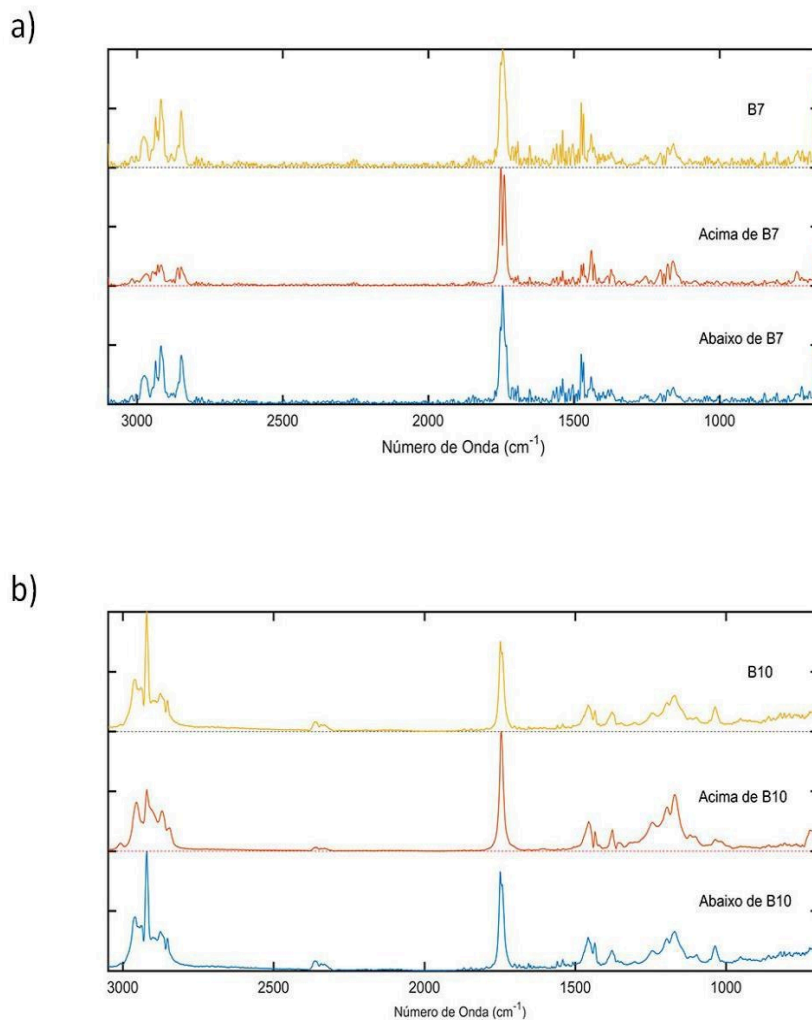 a)
B7
Acima de B7
Abaixo de B7
3000 2500 2000 1500 1000
Número de Onda (cm⁻¹)
b)
B10
Acima de B10
Abaixo de B10
3000 2500 2000 1500 1000
Número de Onda (cm⁻¹)